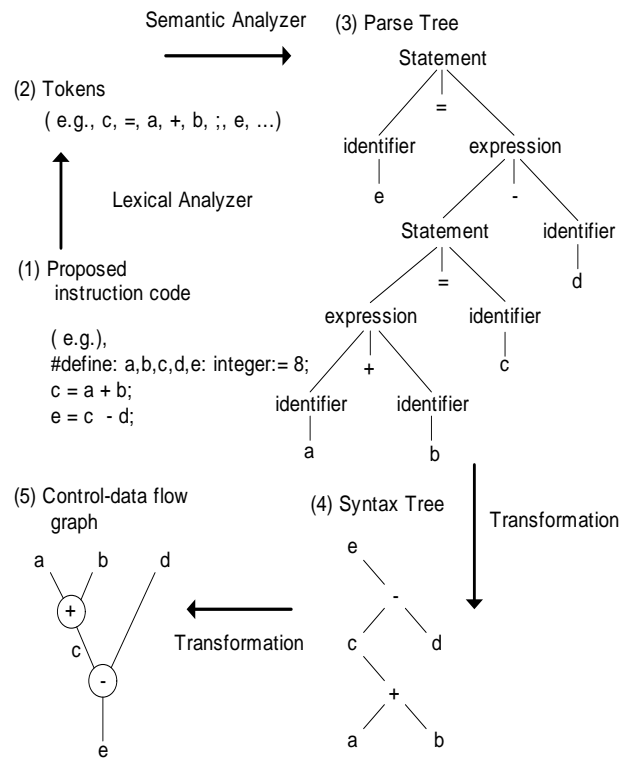 Semantic Analyzer
(3) Parse Tree
Statement
=
identifier
expression
e
-
Statement
identifier
=
d
expression
identifier
+
c
identifier
identifier
a
b
(2) Tokens
( e.g., c, =, a, +, b, ;, e, ...)
Lexical Analyzer
(1) Proposed
instruction code
( e.g.),
#define: a,b,c,d,e: integer:= 8;
c = a + b;
e = c - d;
Transformation
(4) Syntax Tree
e
-
c
d
+
a
b
Transformation
(5) Control-data flow
graph
a
b
d
+
c
-
e